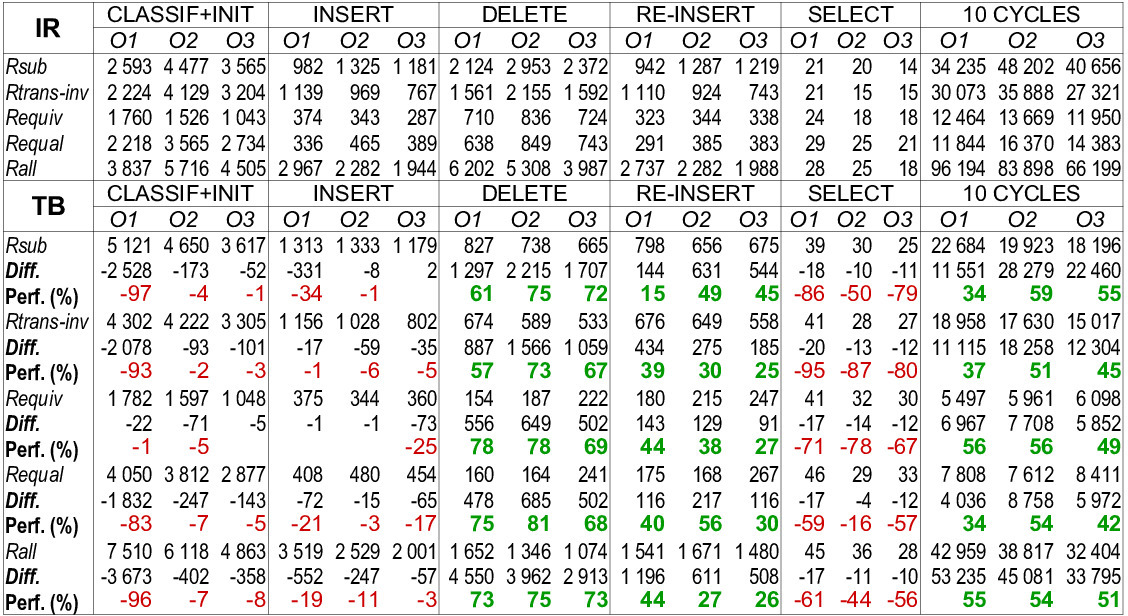 IR CLASSIF+INIT INSERT DELETE RE-INSERT SELECT 10 CYCLES
O1 O2 O3 O1 O2 O3 O1 O2 O3 O1 O2 O3 O1 O2 O3 O1 O2 O3
Rsub 2 593 4 477 3 565 982 1 325 1 181 2 124 2 953 2 372 942 1 287 1 219 21 20 14 34 235 48 202 40 656
Rtrans-inv 2 224 4 129 3 204 1 139 969 767 1 561 2 155 1 592 1 110 924 743 21 15 15 30 073 35 888 27 321
Requiv 1 760 1 526 1 043 374 343 287 710 836 724 323 344 338 24 18 18 12 464 13 669 11 950
Requal 2 218 3 565 2 734 336 465 389 638 849 743 291 385 383 29 25 21 11 844 16 370 14 383
Rall 3 837 5 716 4 505 2 967 2 282 1 944 6 202 5 308 3 987 2 737 2 282 1 988 28 25 18 96 194 83 898 66 199
TB CLASSIF+INIT INSERT DELETE RE-INSERT SELECT 10 CYCLES
O1 O2 O3 O1 O2 O3 O1 O2 O3 O1 O2 O3 O1 O2 O3 O1 O2 O3
Rsub 5 121 4 650 3 617 1 313 1 333 1 179 827 738 665 798 656 675 39 30 25 22 684 19 923 18 196
Diff. -2 528 -173 -52 -331 -8 2 1 297 2 215 1 707 144 631 544 -18 -10 -11 11 551 28 279 22 460
Perf. (%) -97 -4 -1 -34 -1 61 75 72 15 49 45 -86 -50 -79 34 59 55
Rtrans-inv 4 302 4 222 3 305 1 156 1 028 802 674 589 533 676 649 558 41 28 27 18 958 17 630 15 017
Diff. -2 078 -93 -101 -17 -59 -35 887 1 566 1 059 434 275 185 -20 -13 -12 11 115 18 258 12 304
Perf. (%) -93 -2 -3 -1 -6 -5 57 73 67 39 30 25 -95 -87 -80 37 51 45
Requiv 1 782 1 597 1 048 375 344 360 154 187 222 180 215 247 41 32 30 5 497 5 961 6 098
Diff. -22 -71 -5 -1 -1 -73 556 649 502 143 129 91 -17 -14 -12 6 967 7 708 5 852
Perf. (%) -1 -5 -25 78 78 69 44 38 27 -71 -78 -67 56 56 49
Requal 4 050 3 812 2 877 408 480 454 160 164 241 175 168 267 46 29 33 7 808 7 612 8 411
Diff. -1 832 -247 -143 -72 -15 -65 478 685 502 116 217 116 -17 -4 -12 4 036 8 758 5 972
Perf. (%) -83 -7 -5 -21 -3 -17 75 81 68 40 56 30 -59 -16 -57 34 54 42
Rall 7 510 6 118 4 863 3 519 2 529 2 001 1 652 1 346 1 074 1 541 1 671 1 480 45 36 28 42 959 38 817 32 404
Diff. -3 673 -402 -358 -552 -247 -57 4 550 3 962 2 913 1 196 611 508 -17 -11 -10 53 235 45 081 33 795
Perf. (%) -96 -7 -8 -19 -11 -3 73 75 73 44 27 26 -61 -44 -56 55 54 51